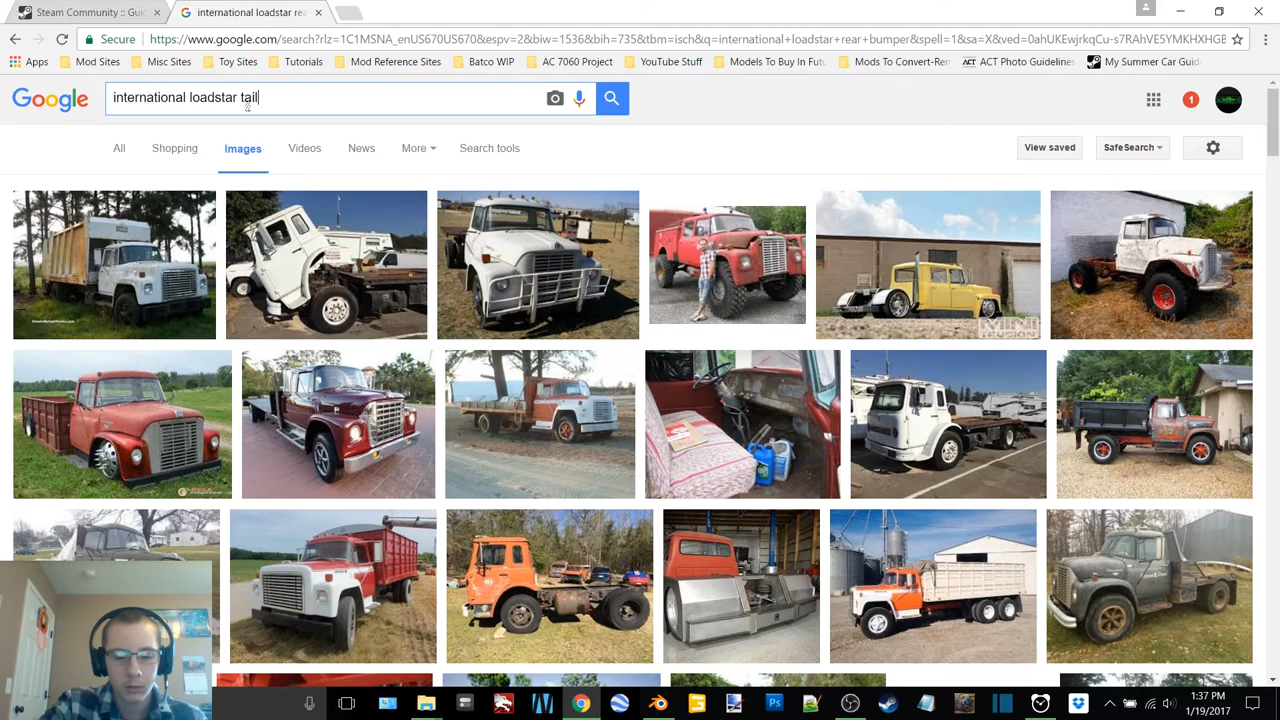 Steam Community :: Gui
international loadstar re
Secure
https://www.google.com/search?rlz=1C1MSNA_enUS670US670&espv=2&biw=1536&bih=735&tbm=isch&q=international+loadstar+rear+bumper&spell=1&sa=X&ved=0ahUKEwjrkqCu-s7RAhVE5YMKHXHGB
Apps
Mod Sites
Misc Sites
Toy Sites
Tutorials
Mod Reference Sites
Batco WIP
AC 7060 Project
YouTube Stuff
Models To Buy In Futu
Mods To Convert- Ren
ACT Photo Guidelines
My Summer Car Guid
Google
international loadstar tail
1
All
Shopping
Images
Videos
News
More
Search tools
View saved
SafeSearch
1:37 PM
1/19/2017